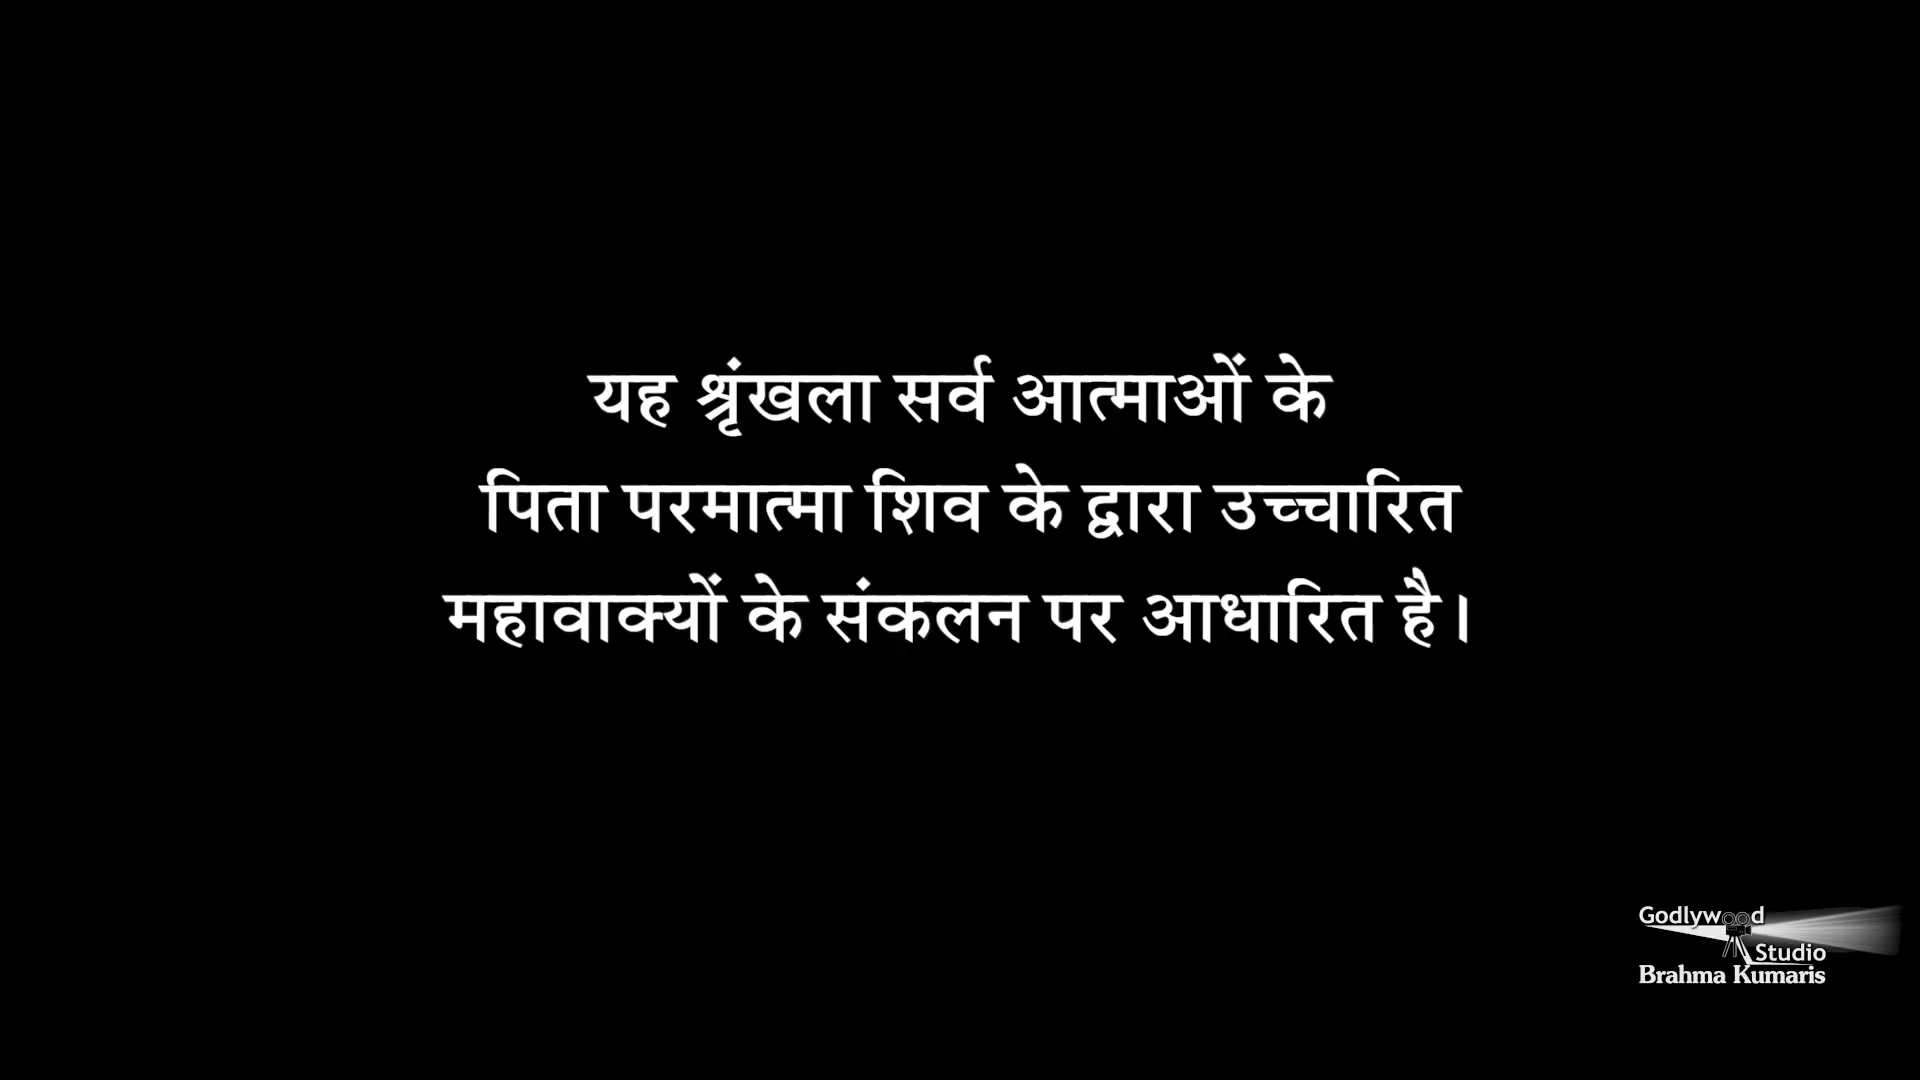 यह श्रृंखला सर्व आत्माओं के
पिता परमात्मा शिव के द्वारा उच्चारित
महावाक्यों के संकलन पर आधारित है।
Godlywood
Studio
Brahma Kumaris